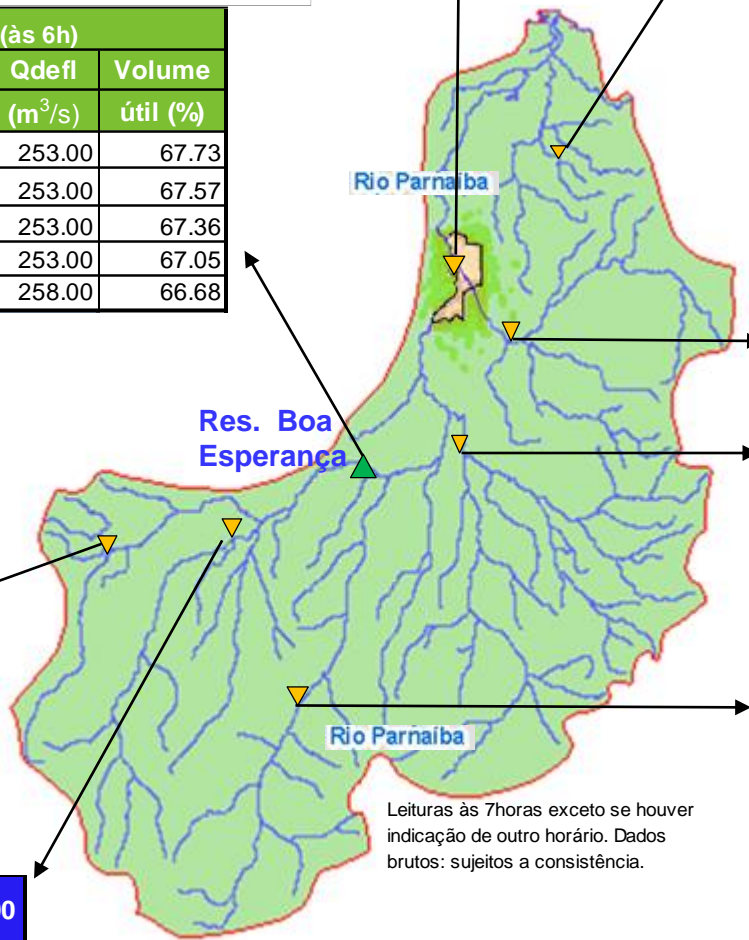 (às 6h)
Qdefl Volume
(m³/s) útil (%)
253.00 67.73
253.00 67.57
253.00 67.36
253.00 67.05
258.00 66.68
Rio Parnaíba
Res. Boa
Esperança
Rio Parnaíba
Leituras às 7horas exceto se houver
indicação de outro horário. Dados
brutos: sujeitos a consistência.